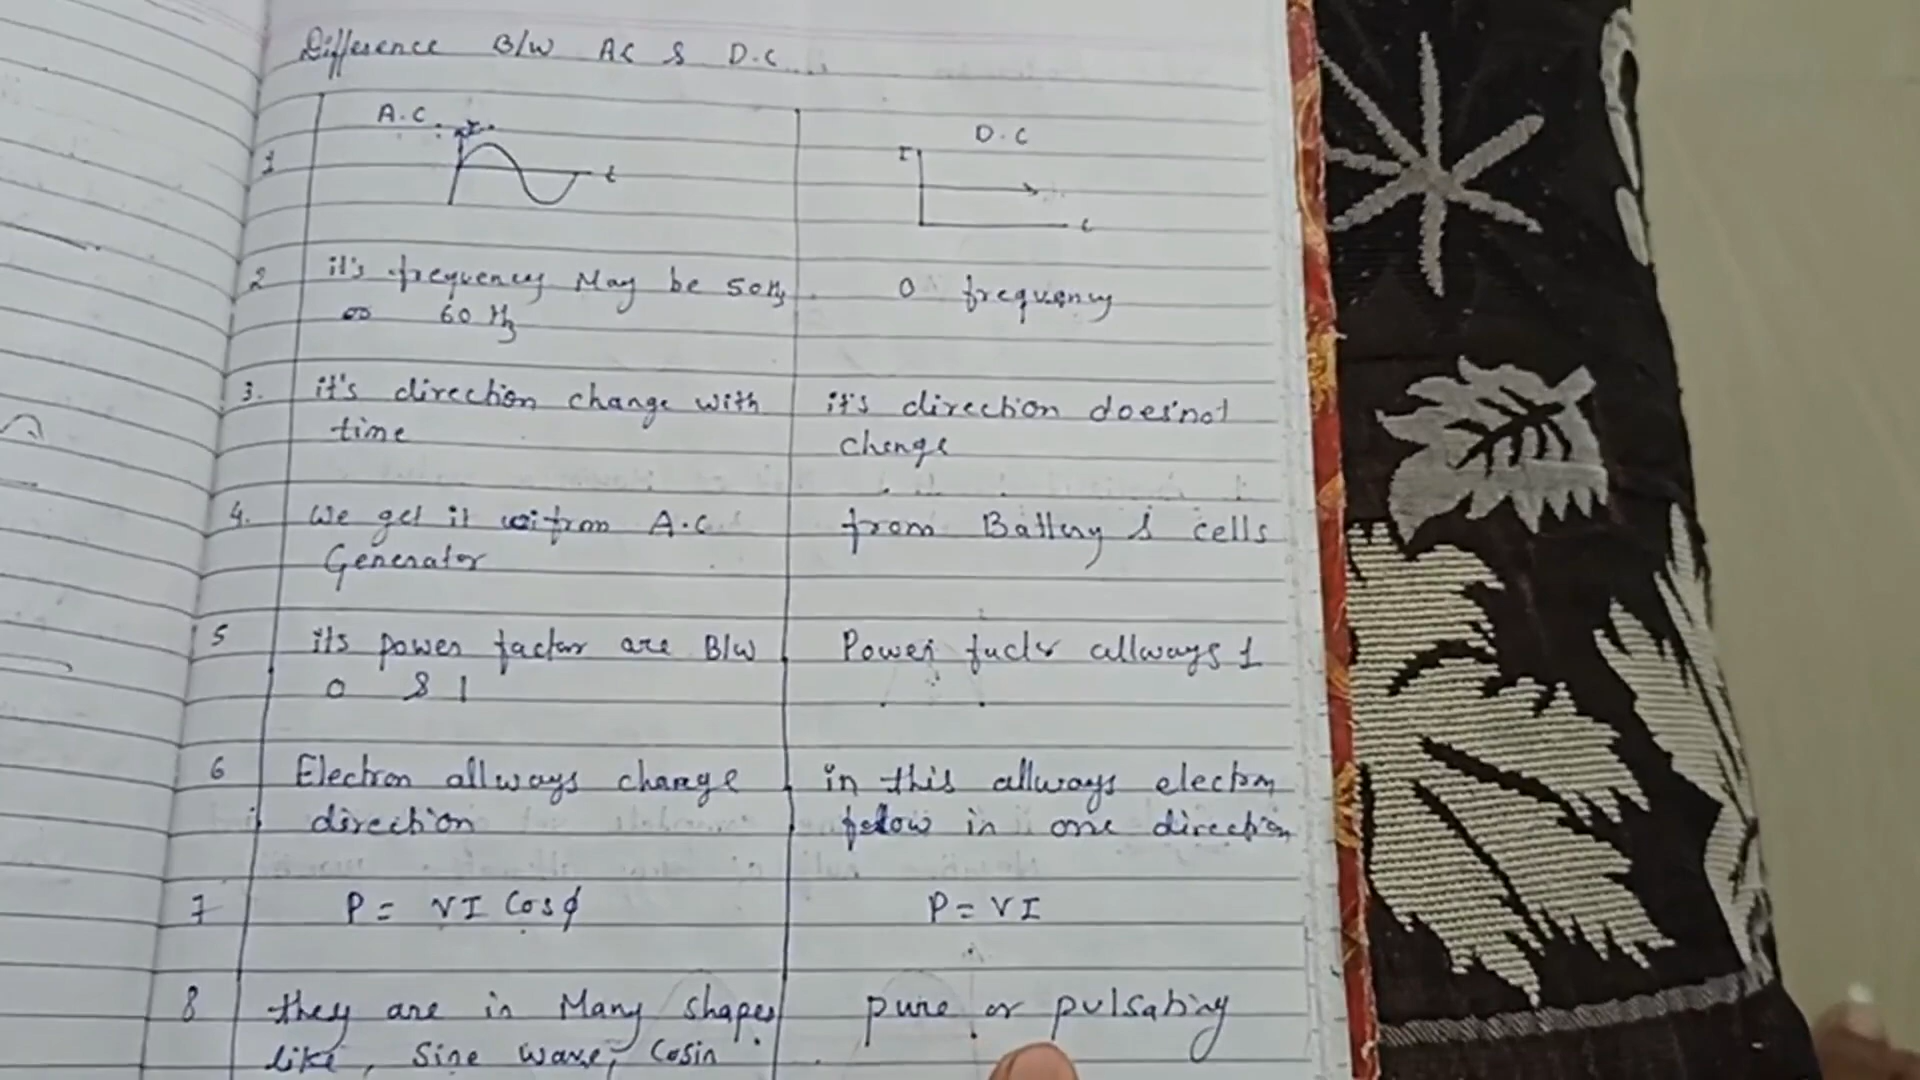 Difference B/W AC & D.C
A.C.
D.C
1
t
I
t
2 it's frequency May be 50Hz 0 frequency
or 60 Hz
3. it's direction change with it's direction doesnot
time change
4. We get it from A.C from Battery & cells
Generator
5 its power factor are B/W Power factr allways 1
0 & 1
6 Electron allways change in this allways electron
direction felow in one direction
7 P = VI Cosϕ P = VI
8 they are in Many shapes pure or pulsating
like, Sine wave, Cosin